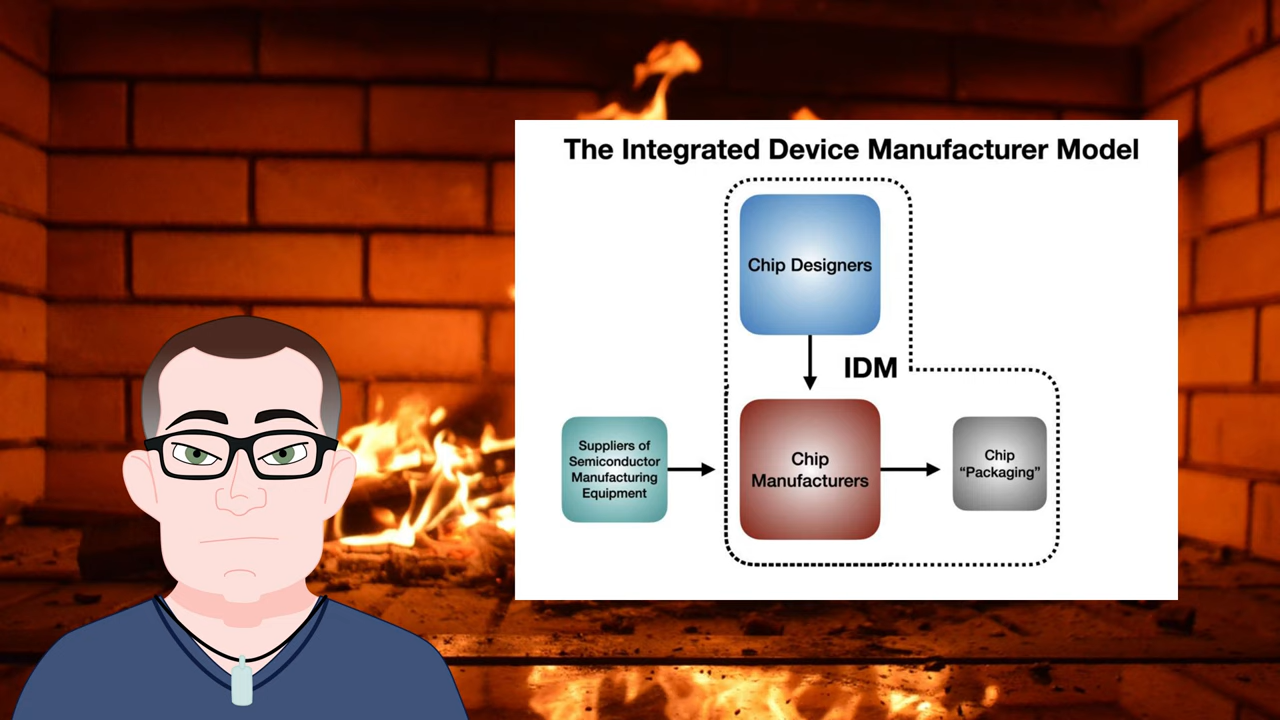 The Integrated Device Manufacturer Model
Chip Designers
IDM
Suppliers of
Semiconductor
Manufacturing
Equipment
Chip
Manufacturers
Chip
“Packaging”